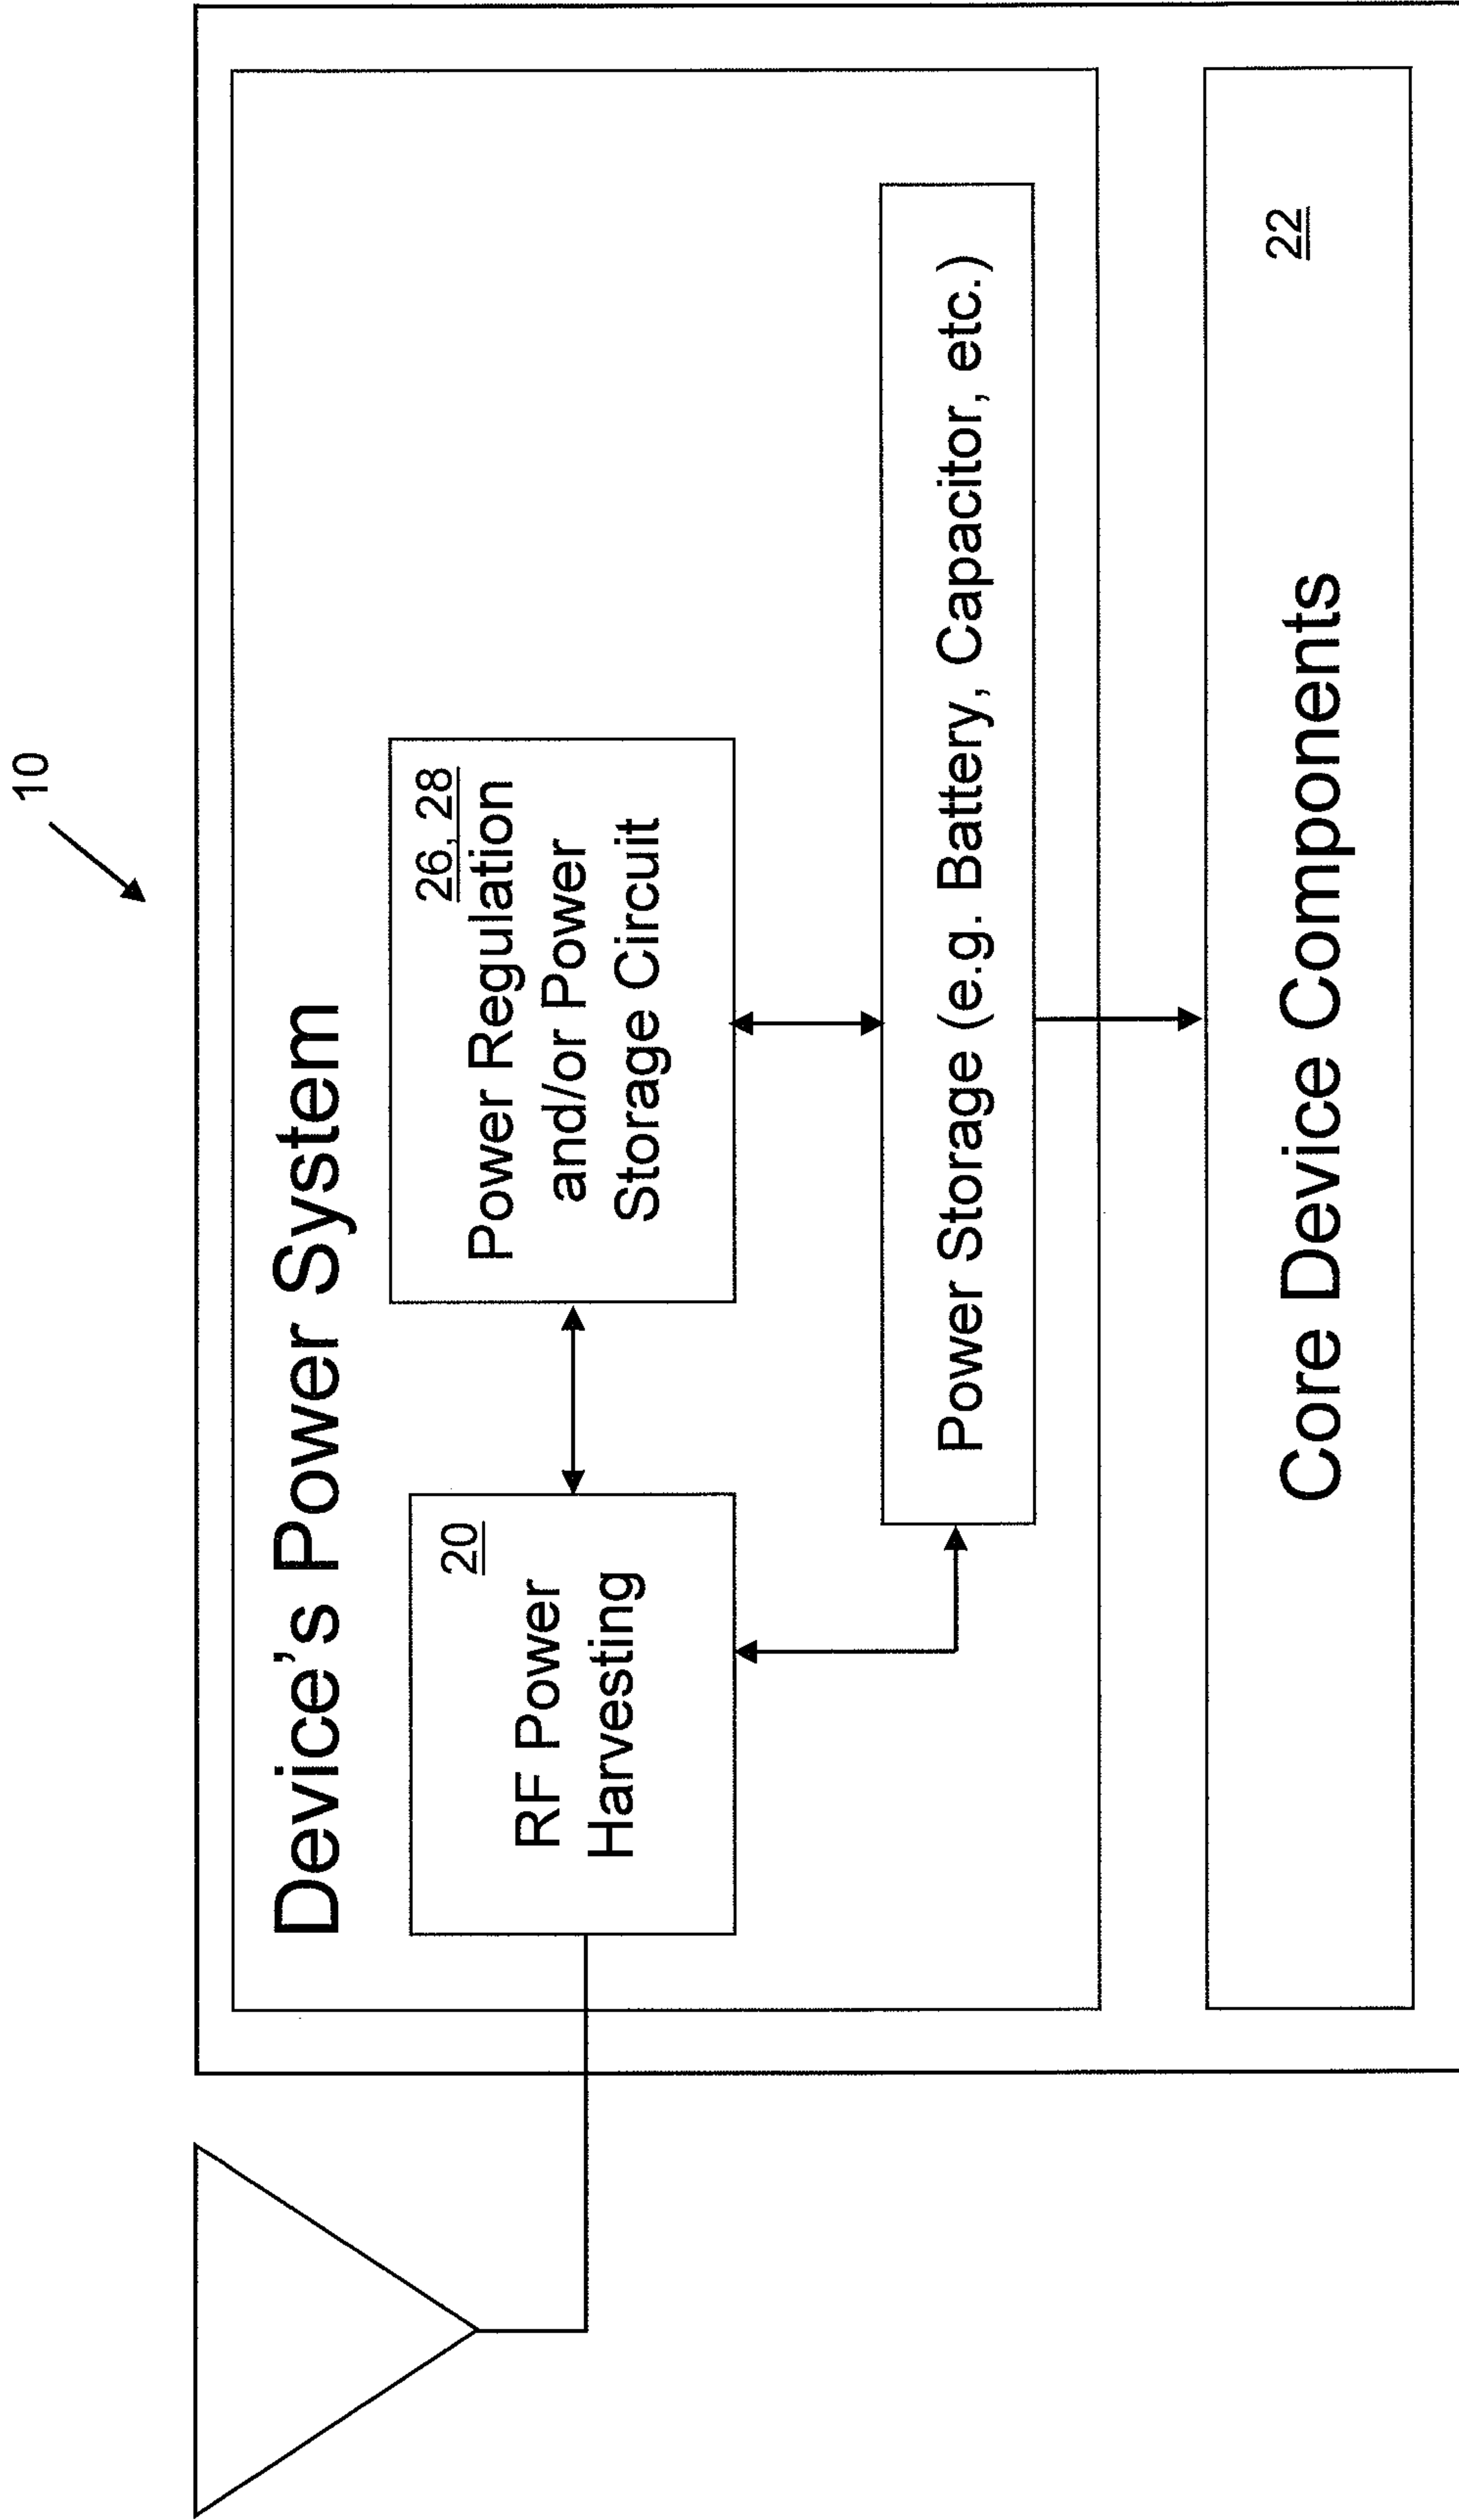 10
Device's Power System
20
RF Power
Harvesting
26, 28
Power Regulation
and/or Power
Storage Circuit
Power Storage (e.g. Battery, Capacitor, etc.)
22
Core Device Components